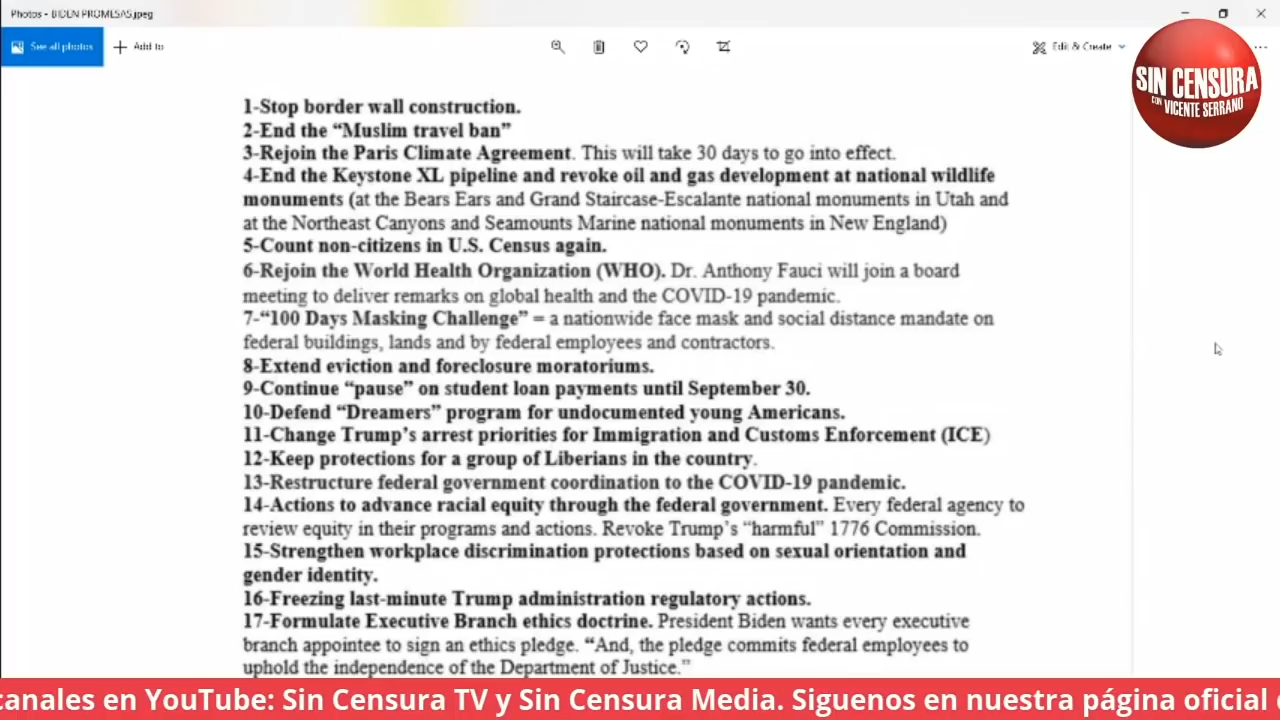 Photos - BIDEN PROMESAS.jpeg
See all photos
Add to
Edit & Create
SIN CENSURA
CON VICENTE SERRANO
1-Stop border wall construction.
2-End the “Muslim travel ban”
3-Rejoin the Paris Climate Agreement. This will take 30 days to go into effect.
4-End the Keystone XL pipeline and revoke oil and gas development at national wildlife
monuments (at the Bears Ears and Grand Staircase-Escalante national monuments in Utah and
at the Northeast Canyons and Seamounts Marine national monuments in New England)
5-Count non-citizens in U.S. Census again.
6-Rejoin the World Health Organization (WHO). Dr. Anthony Fauci will join a board
meeting to deliver remarks on global health and the COVID-19 pandemic.
7-“100 Days Masking Challenge” = a nationwide face mask and social distance mandate on
federal buildings, lands and by federal employees and contractors.
8-Extend eviction and foreclosure moratoriums.
9-Continue “pause” on student loan payments until September 30.
10-Defend “Dreamers” program for undocumented young Americans.
11-Change Trump’s arrest priorities for Immigration and Customs Enforcement (ICE)
12-Keep protections for a group of Liberians in the country.
13-Restructure federal government coordination to the COVID-19 pandemic.
14-Actions to advance racial equity through the federal government. Every federal agency to
review equity in their programs and actions. Revoke Trump’s “harmful” 1776 Commission.
15-Strengthen workplace discrimination protections based on sexual orientation and
gender identity.
16-Freezing last-minute Trump administration regulatory actions.
17-Formulate Executive Branch ethics doctrine. President Biden wants every executive
branch appointee to sign an ethics pledge. “And, the pledge commits federal employees to
uphold the independence of the Department of Justice.”
canales en YouTube: Sin Censura TV y Sin Censura Media. Siguenos en nuestra página oficial